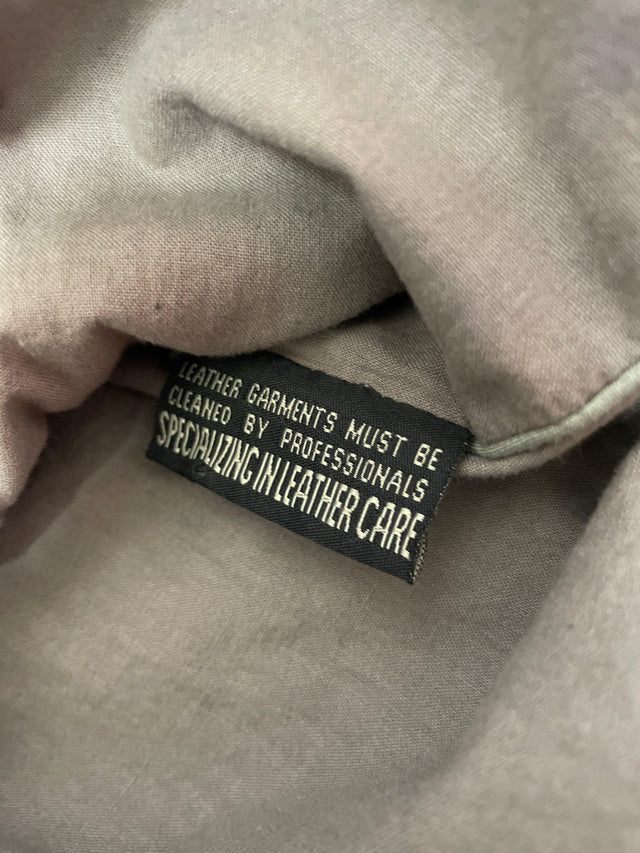 LEATHER GARMENTS MUST BE
CLEANED BY PROFESSIONALS
SPECIALIZING IN LEATHER CARE